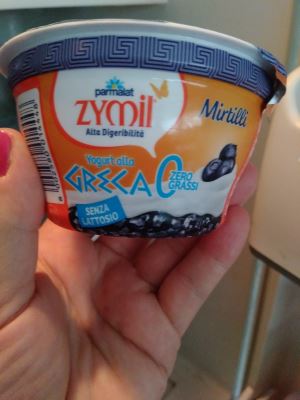 parmalat
ZYMIL
Alta Digeribilità
Mirtilli
Yogurt alla
GRECA 0 ZERO
GRASSI
SENZA
LATTOSIO